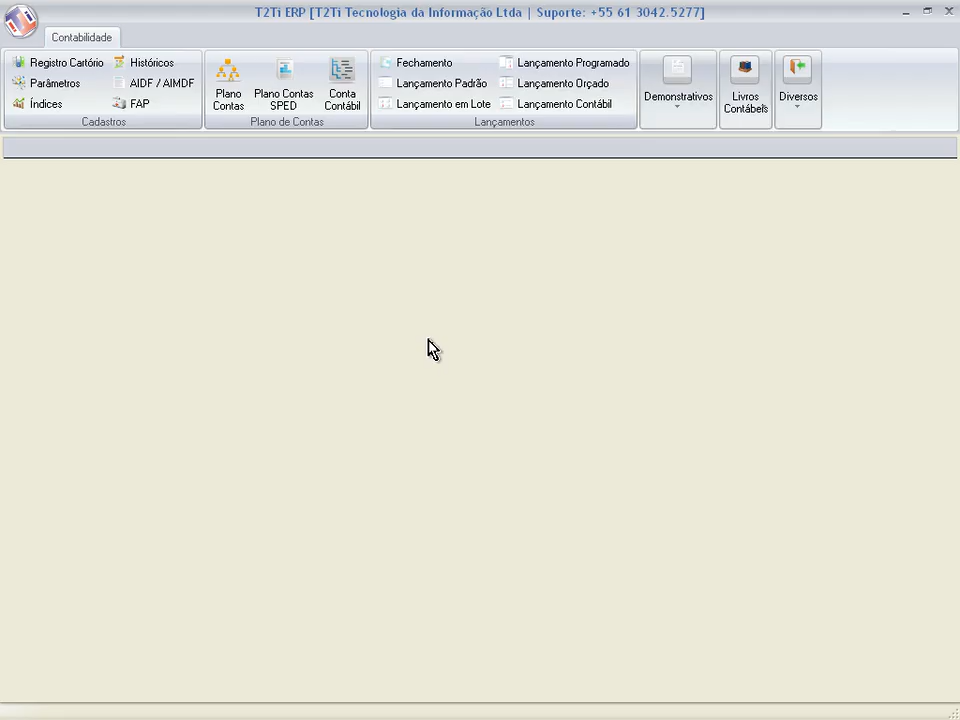 T2Ti ERP [T2Ti Tecnologia da Informação Ltda | Suporte: +55 61 3042.5277]
Contabilidade
Registro Cartório
Históricos
Parâmetros
AIDF / AIMDF
Índices
FAP
Cadastros
Plano
Contas
Plano Contas
SPED
Conta
Contábil
Plano de Contas
Fechamento
Lançamento Programado
Lançamento Padrão
Lançamento Orçado
Lançamento em Lote
Lançamento Contábil
Lançamentos
Demonstrativos
Livros
Contábeis
Diversos